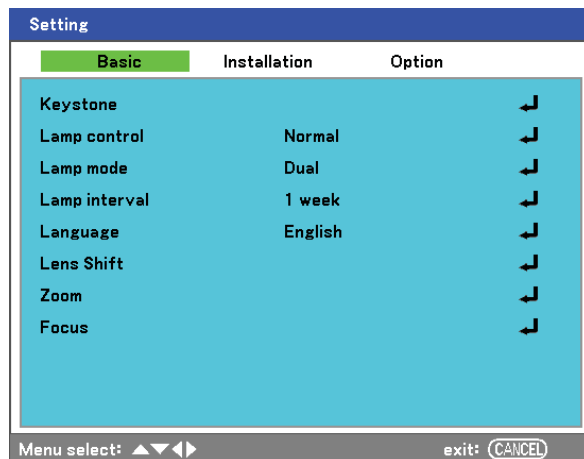 Setting
Basic Installation Option
Keystone
Lamp control Normal
Lamp mode Dual
Lamp interval 1 week
Language English
Lens Shift
Zoom
Focus
Menu select: ▲▼◀▶ exit: CANCEL